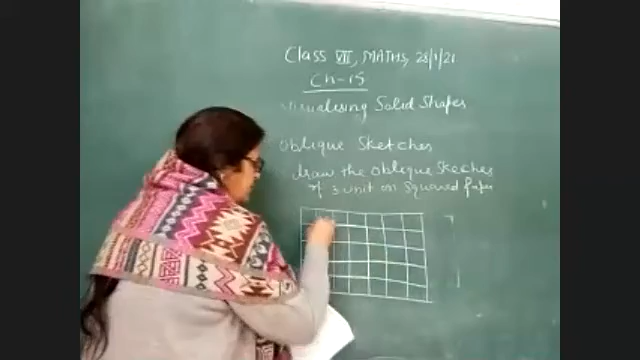 Class VII, MATHS, 28/1/21
Ch-15
Visualising Solid Shapes
Oblique Sketches
draw the oblique Skeches
of 3 unit on Squared Paper